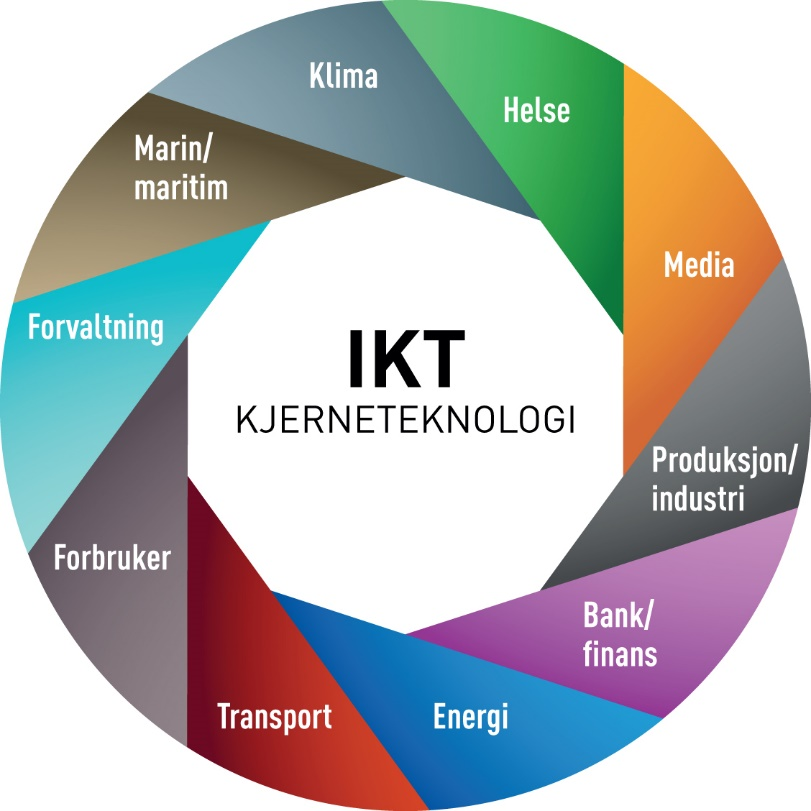 Klima
Helse
Media
Produksjon/
industri
Bank/
finans
Energi
Transport
Forbruker
Forvaltning
Marin/
maritim
IKT
KJERNETEKNOLOGI